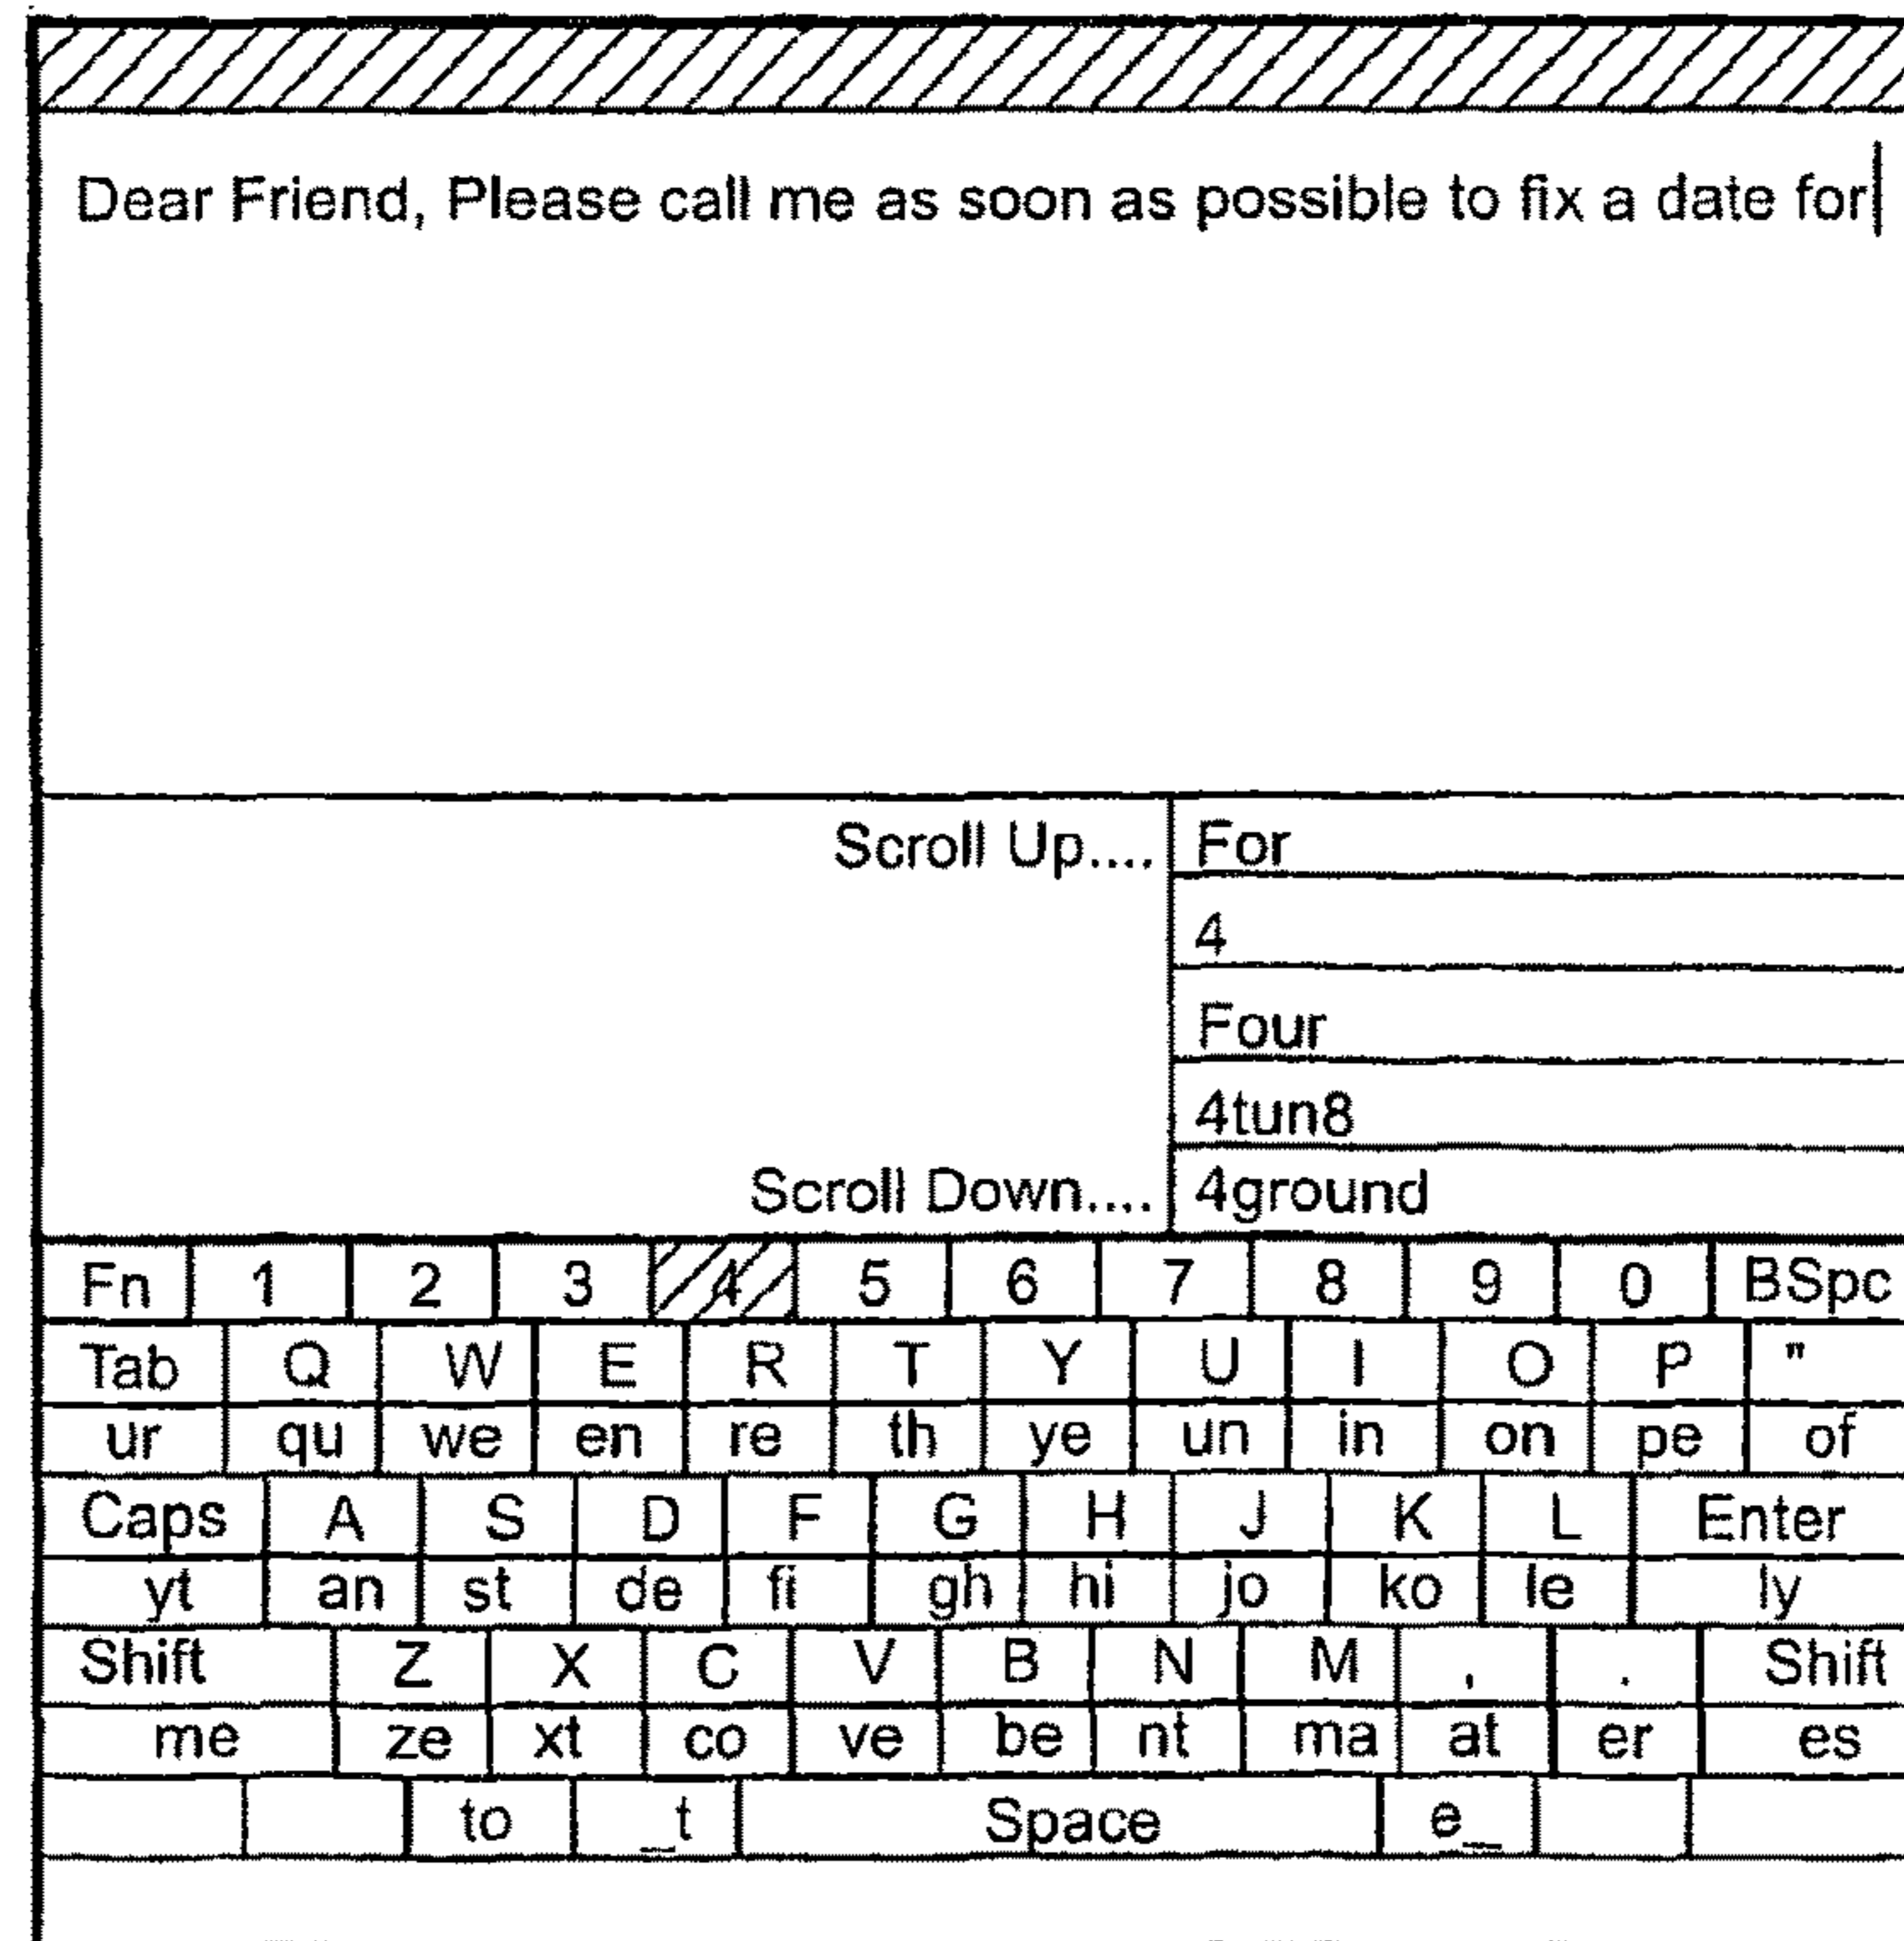 Dear Friend, Please call me as soon as possible to fix a date for
Scroll Up.... For
4
Four
4tun8
Scroll Down.... 4ground
Fn 1 2 3 4 5 6 7 8 9 0 BSpc
Tab Q W E R T Y U I O P "
ur qu we en re th ye un in on pe of
Caps A S D F G H J K L Enter
yt an st de fi gh hi jo ko le ly
Shift Z X C V B N M , . Shift
me ze xt co ve be nt ma at er es
to _t Space e_